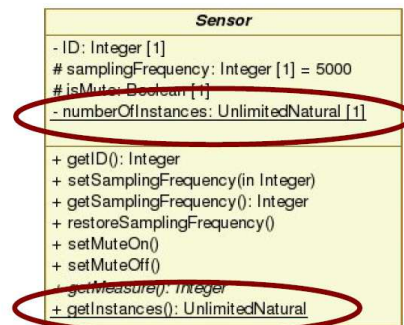 Sensor
- ID: Integer [1]
# samplingFrequency: Integer [1] = 5000
# isMute: Boolean [1]
- numberOfInstances: UnlimitedNatural [1]
+ getID(): Integer
+ setSamplingFrequency(in Integer)
+ getSamplingFrequency(): Integer
+ restoreSamplingFrequency()
+ setMuteOn()
+ setMuteOff()
+ getMeasure(): Integer
+ getInstances(): UnlimitedNatural